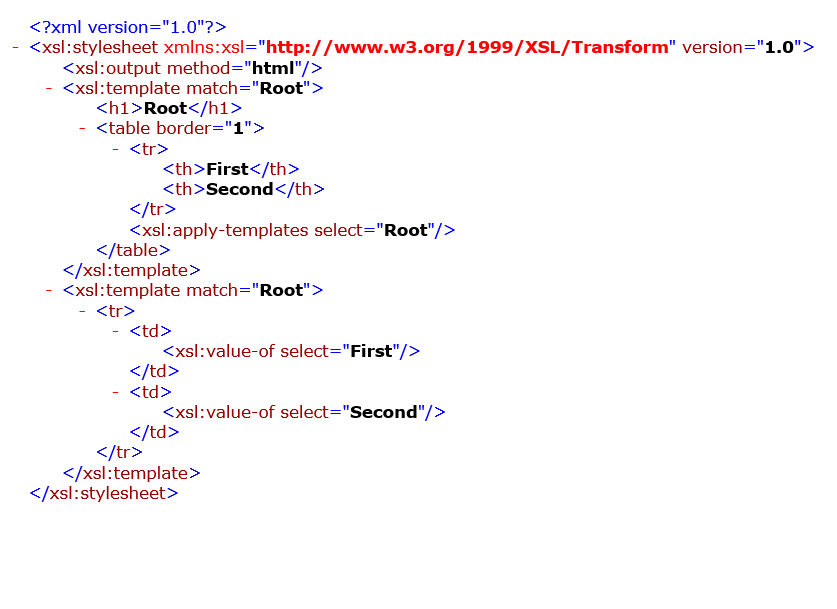 <?xml version="1.0"?>
- <xsl:stylesheet xmlns:xsl="http://www.w3.org/1999/XSL/Transform" version="1.0">
<xsl:output method="html"/>
- <xsl:template match="Root">
<h1>Root</h1>
- <table border="1">
- <tr>
<th>First</th>
<th>Second</th>
</tr>
<xsl:apply-templates select="Root"/>
</table>
</xsl:template>
- <xsl:template match="Root">
- <tr>
- <td>
<xsl:value-of select="First"/>
</td>
- <td>
<xsl:value-of select="Second"/>
</td>
</tr>
</xsl:template>
</xsl:stylesheet>